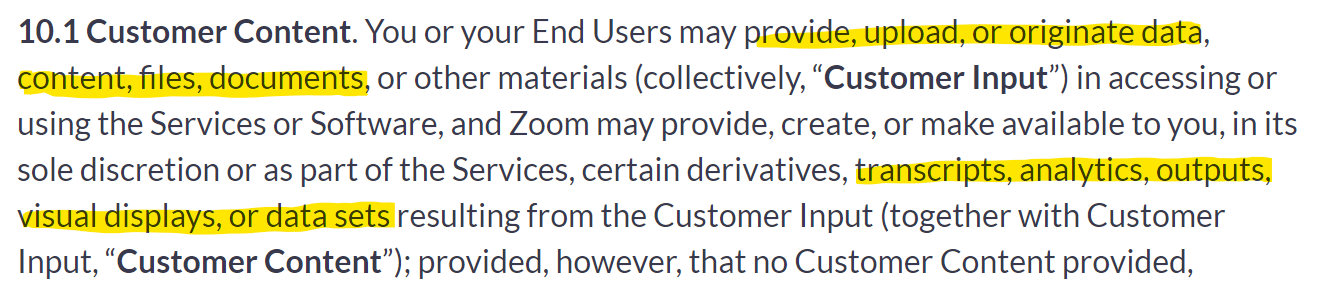 10.1 Customer Content. You or your End Users may provide, upload, or originate data,
content, files, documents, or other materials (collectively, “Customer Input”) in accessing or
using the Services or Software, and Zoom may provide, create, or make available to you, in its
sole discretion or as part of the Services, certain derivatives, transcripts, analytics, outputs,
visual displays, or data sets resulting from the Customer Input (together with Customer
Input, “Customer Content”); provided, however, that no Customer Content provided,